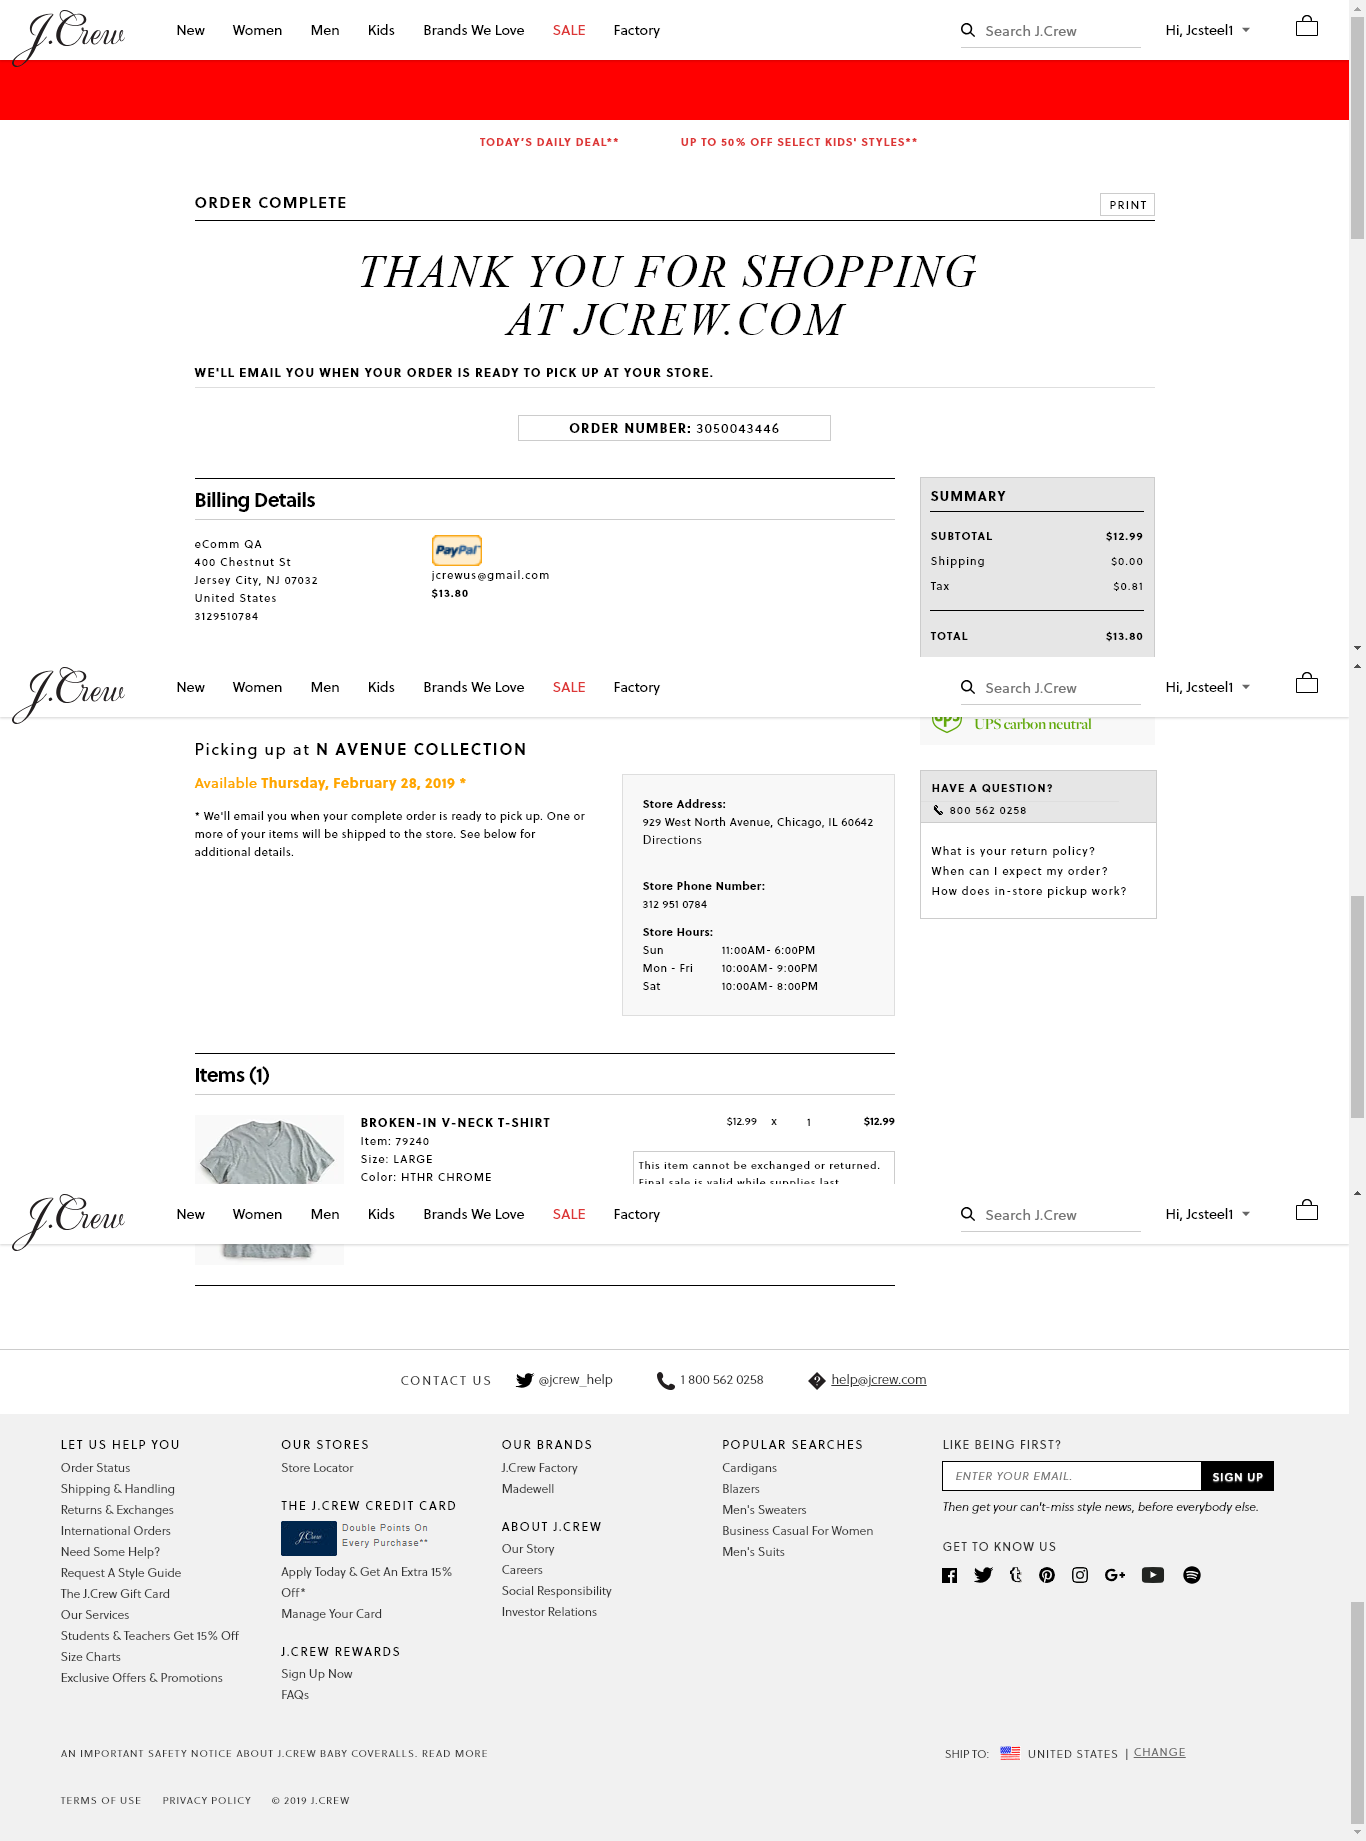 J.Crew New Women Men Kids Brands We Love SALE Factory Search J.Crew Hi, Jcsteel1
TODAY'S DAILY DEAL** UP TO 50% OFF SELECT KIDS' STYLES**
ORDER COMPLETE PRINT
THANK YOU FOR SHOPPING
AT JCREW.COM
WE'LL EMAIL YOU WHEN YOUR ORDER IS READY TO PICK UP AT YOUR STORE.
ORDER NUMBER: 3050043446
Billing Details
eComm QA
400 Chestnut St
Jersey City, NJ 07032
United States
3129510784
PayPal
jcrewus@gmail.com
$13.80
SUMMARY
SUBTOTAL $12.99
Shipping $0.00
Tax $0.81
TOTAL $13.80
J.Crew New Women Men Kids Brands We Love SALE Factory Search J.Crew Hi, Jcsteel1
ups UPS carbon neutral
Picking up at N AVENUE COLLECTION
Available Thursday, February 28, 2019 *
* We'll email you when your complete order is ready to pick up. One or
more of your items will be shipped to the store. See below for
additional details.
Store Address:
929 West North Avenue, Chicago, IL 60642
Directions
Store Phone Number:
312 951 0784
Store Hours:
Sun 11:00AM- 6:00PM
Mon - Fri 10:00AM- 9:00PM
Sat 10:00AM- 8:00PM
HAVE A QUESTION?
800 562 0258
What is your return policy?
When can I expect my order?
How does in-store pickup work?
Items (1)
BROKEN-IN V-NECK T-SHIRT $12.99 x 1 $12.99
Item: 79240
Size: LARGE
Color: HTHR CHROME
This item cannot be exchanged or returned.
Final sale is valid while supplies last
J.Crew New Women Men Kids Brands We Love SALE Factory Search J.Crew Hi, Jcsteel1
CONTACT US @jcrew_help 1 800 562 0258 help@jcrew.com
LET US HELP YOU
Order Status
Shipping & Handling
Returns & Exchanges
International Orders
Need Some Help?
Request A Style Guide
The J.Crew Gift Card
Our Services
Students & Teachers Get 15% Off
Size Charts
Exclusive Offers & Promotions
OUR STORES
Store Locator
THE J.CREW CREDIT CARD
J.Crew
Double Points On
Every Purchase**
Apply Today & Get An Extra 15%
Off*
Manage Your Card
J.CREW REWARDS
Sign Up Now
FAQs
OUR BRANDS
J.Crew Factory
Madewell
ABOUT J.CREW
Our Story
Careers
Social Responsibility
Investor Relations
POPULAR SEARCHES
Cardigans
Blazers
Men's Sweaters
Business Casual For Women
Men's Suits
LIKE BEING FIRST?
ENTER YOUR EMAIL. SIGN UP
Then get your can't-miss style news, before everybody else.
GET TO KNOW US
AN IMPORTANT SAFETY NOTICE ABOUT J.CREW BABY COVERALLS. READ MORE
SHIP TO: UNITED STATES | CHANGE
TERMS OF USE PRIVACY POLICY © 2019 J.CREW